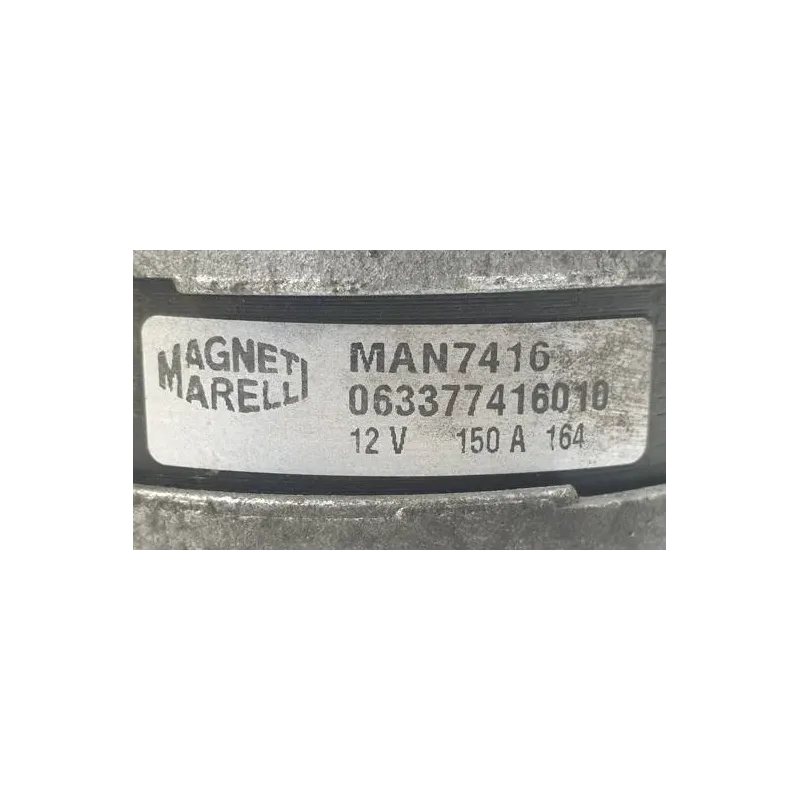 MAGNETI
MARELLI
MAN7416
063377416010
12 V 150 A 164